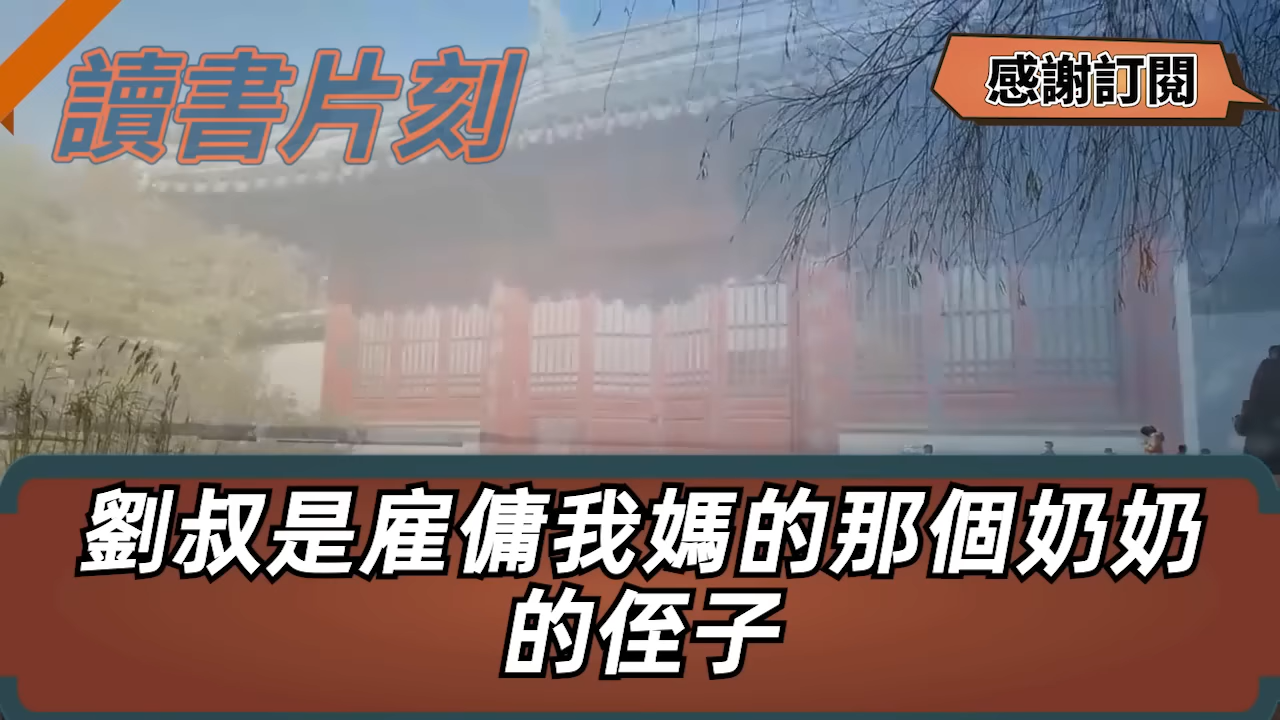 讀書片刻
感謝訂閱
劉叔是雇傭我媽的那個奶奶
的侄子